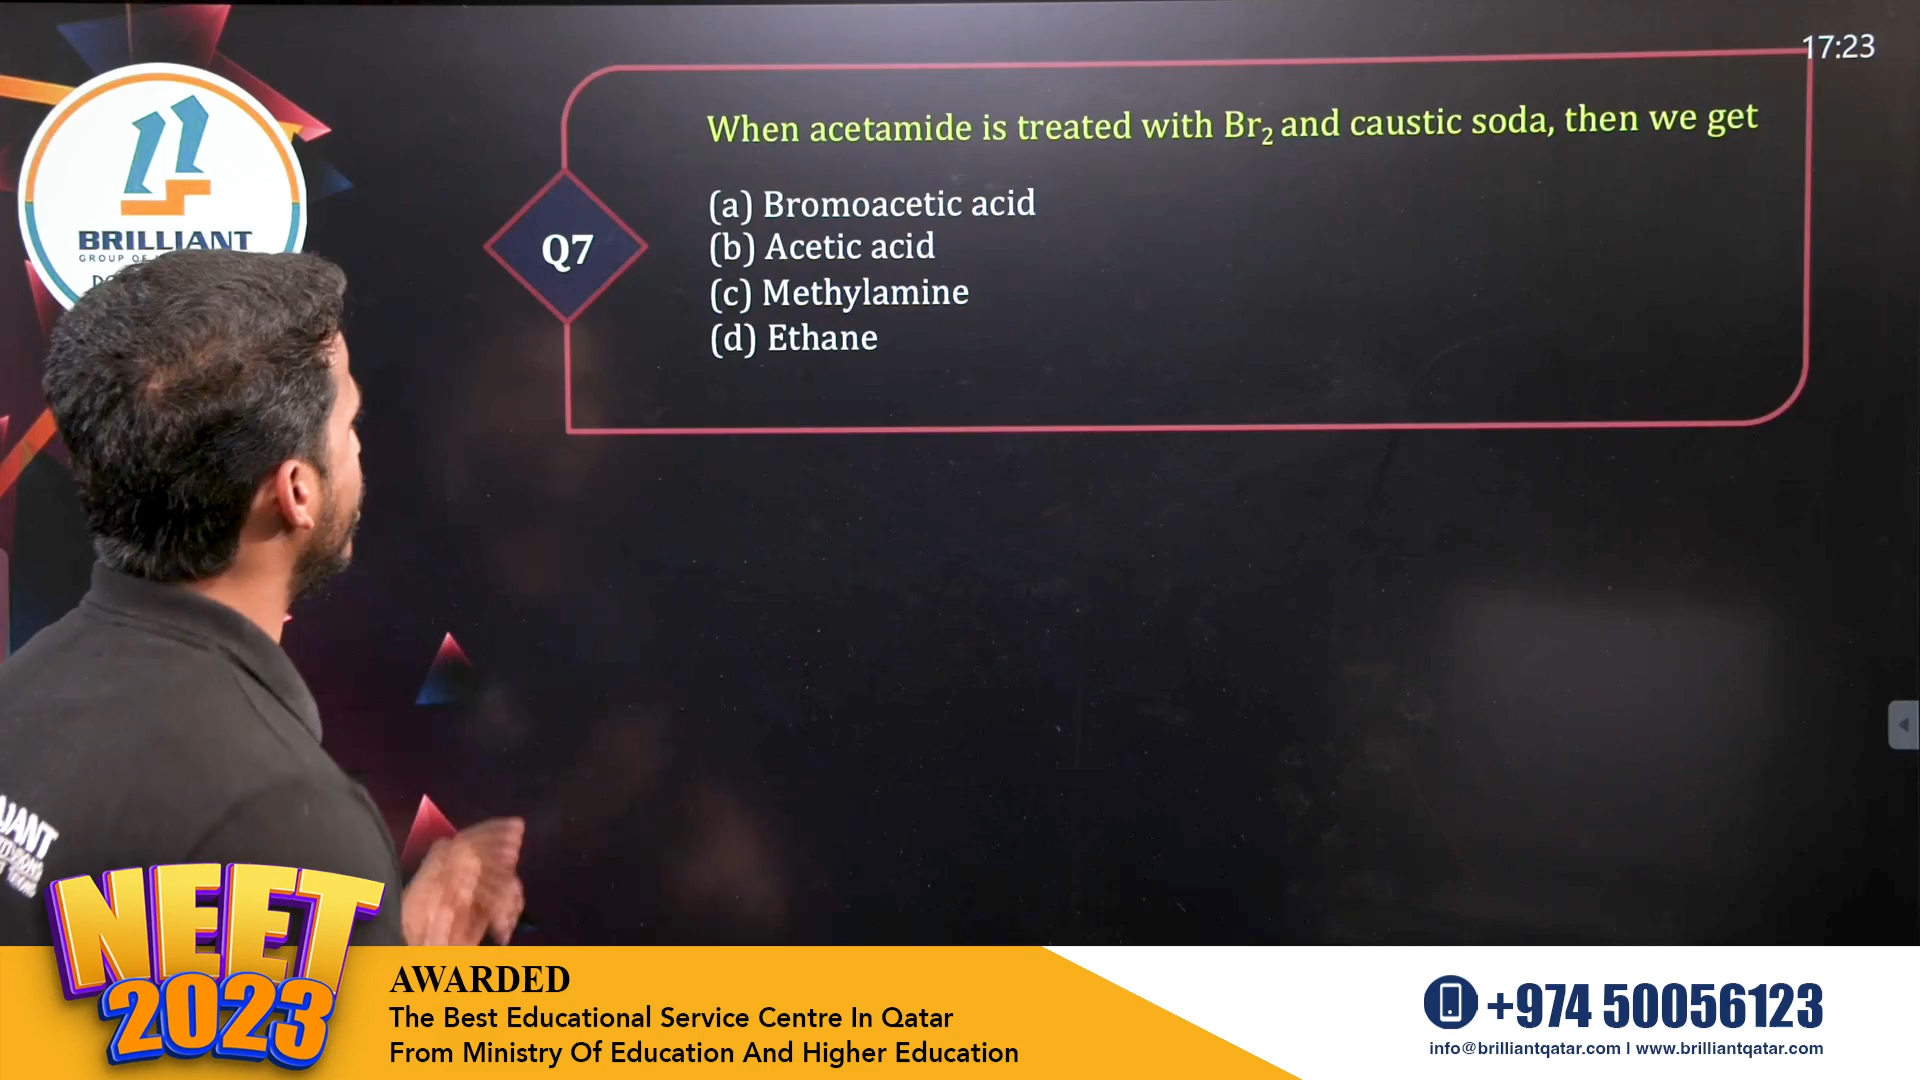 17:23
When acetamide is treated with Br₂ and caustic soda, then we get
(a) Bromoacetic acid
(b) Acetic acid
(c) Methylamine
(d) Ethane
Q7
BRILLIANT
GROUP OF
NEET
2023
AWARDED
The Best Educational Service Centre In Qatar
From Ministry Of Education And Higher Education
+974 50056123
info@brilliantqatar.com | www.brilliantqatar.com